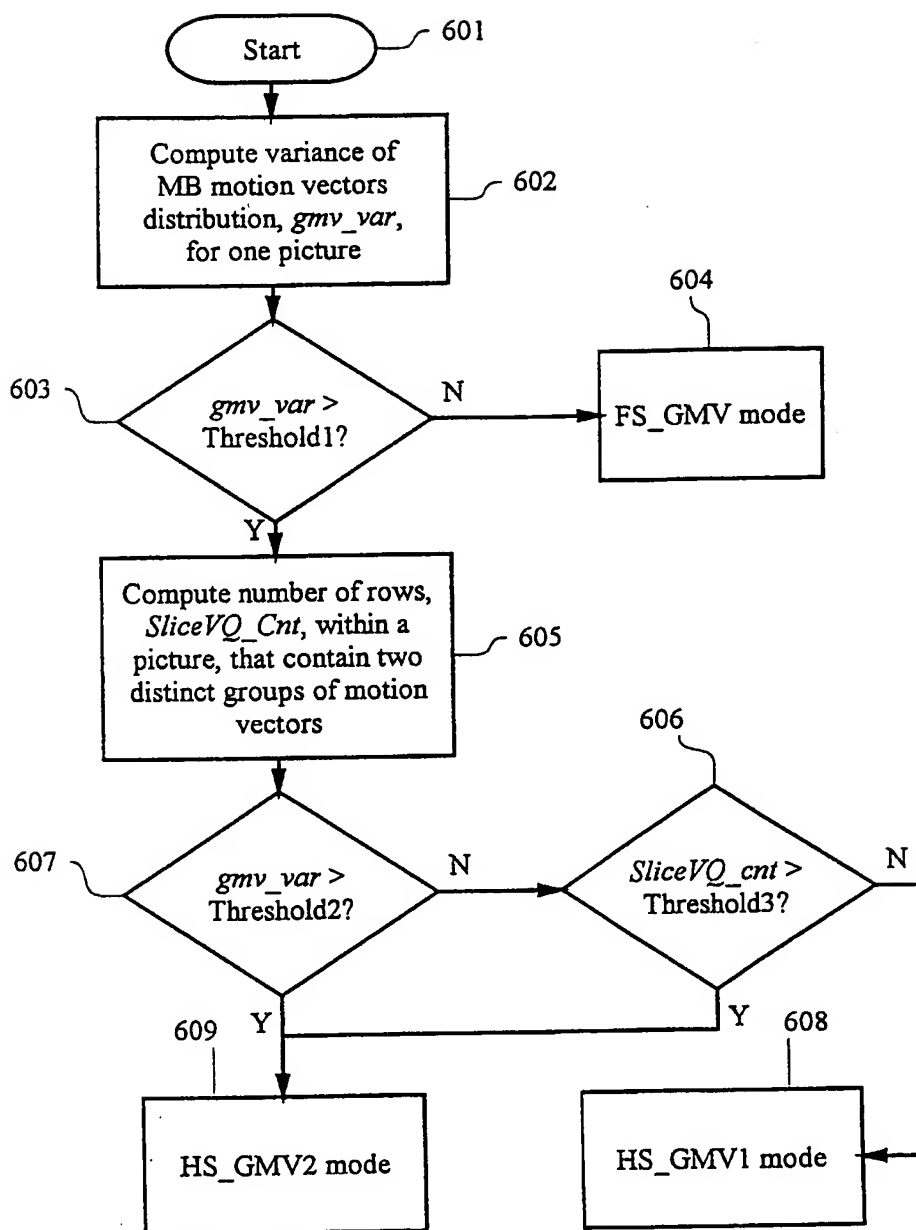 Start
601
Compute variance of
MB motion vectors
distribution, gmv_var,
for one picture
602
603
gmv_var >
Threshold1?
N
Y
604
FS_GMV mode
Compute number of rows,
SliceVQ_Cnt, within a
picture, that contain two
distinct groups of motion
vectors
605
606
607
gmv_var >
Threshold2?
N
Y
SliceVQ_cnt >
Threshold3?
N
Y
609
HS_GMV2 mode
608
HS_GMV1 mode